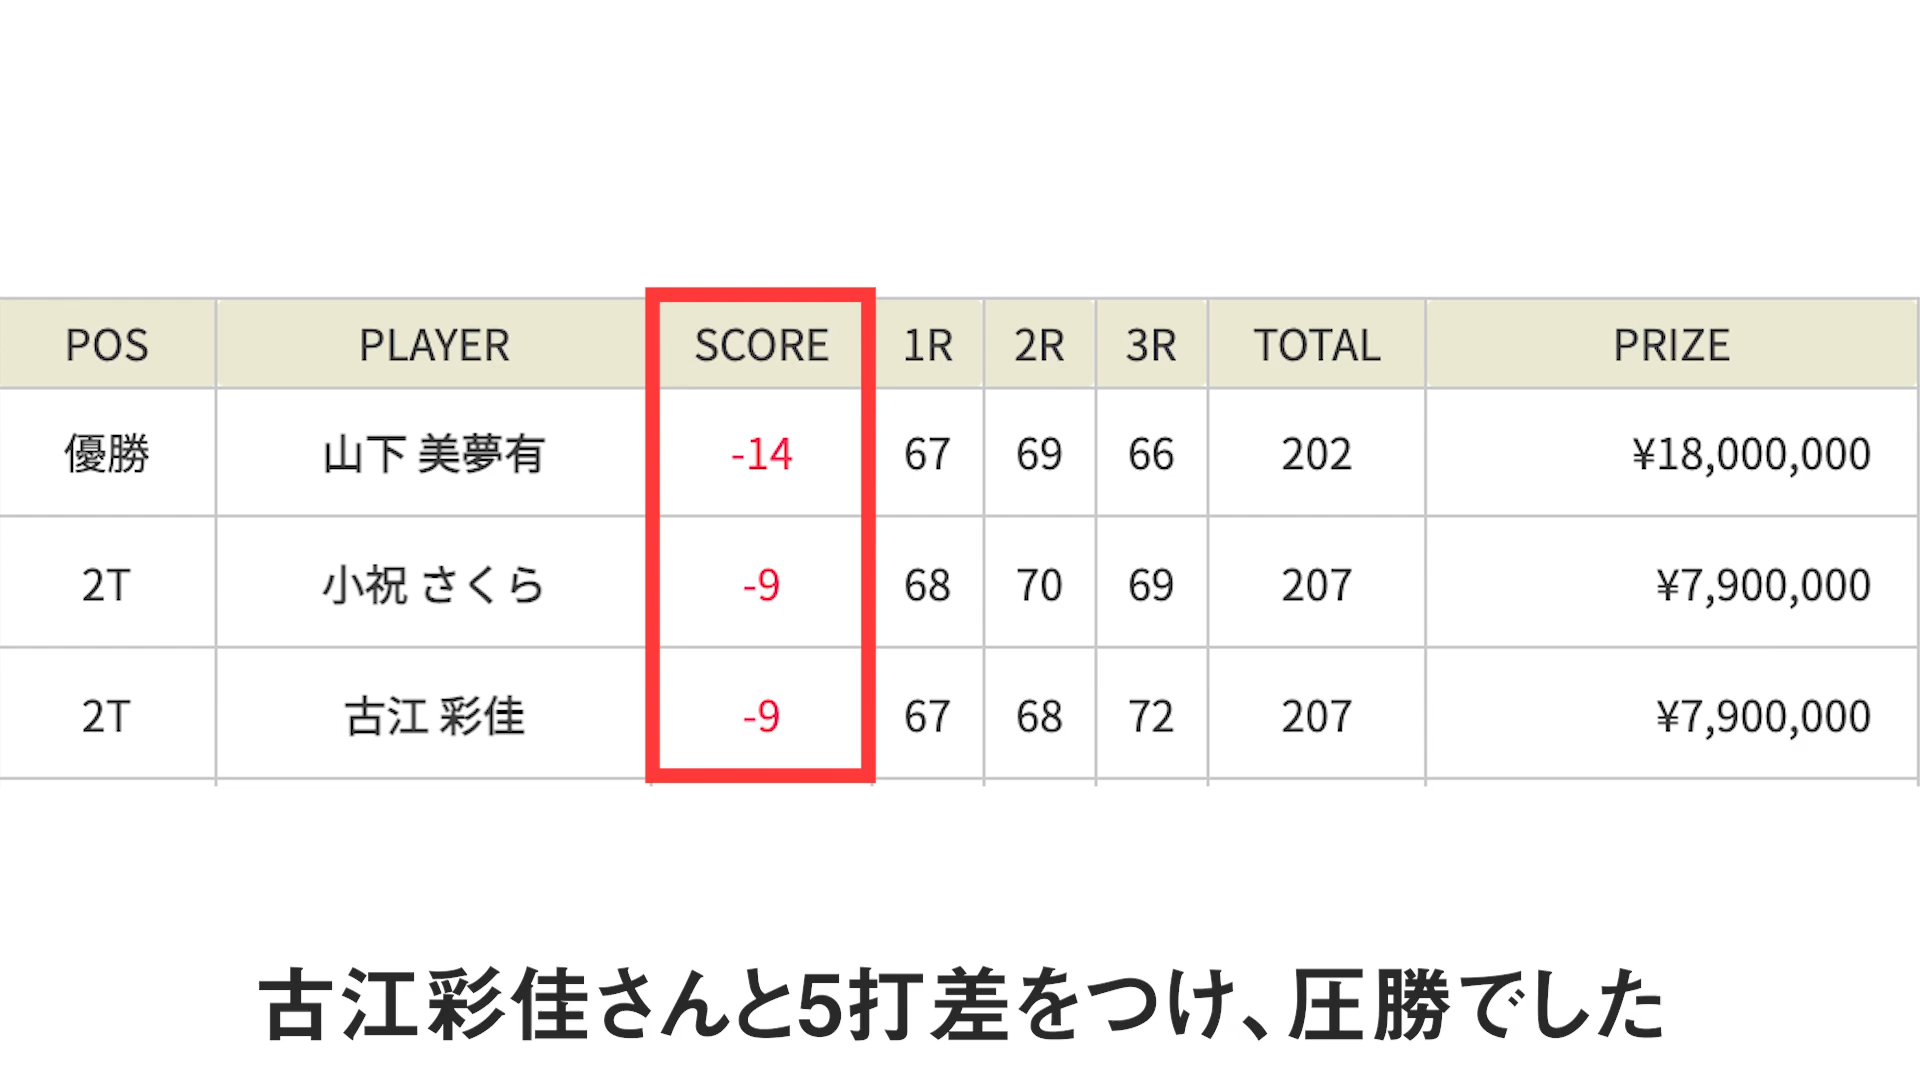 POS PLAYER SCORE 1R 2R 3R TOTAL PRIZE
優勝 山下 美夢有 -14 67 69 66 202 ¥18,000,000
2T 小祝 さくら -9 68 70 69 207 ¥7,900,000
2T 古江 彩佳 -9 67 68 72 207 ¥7,900,000
古江彩佳さんと5打差をつけ、圧勝でした